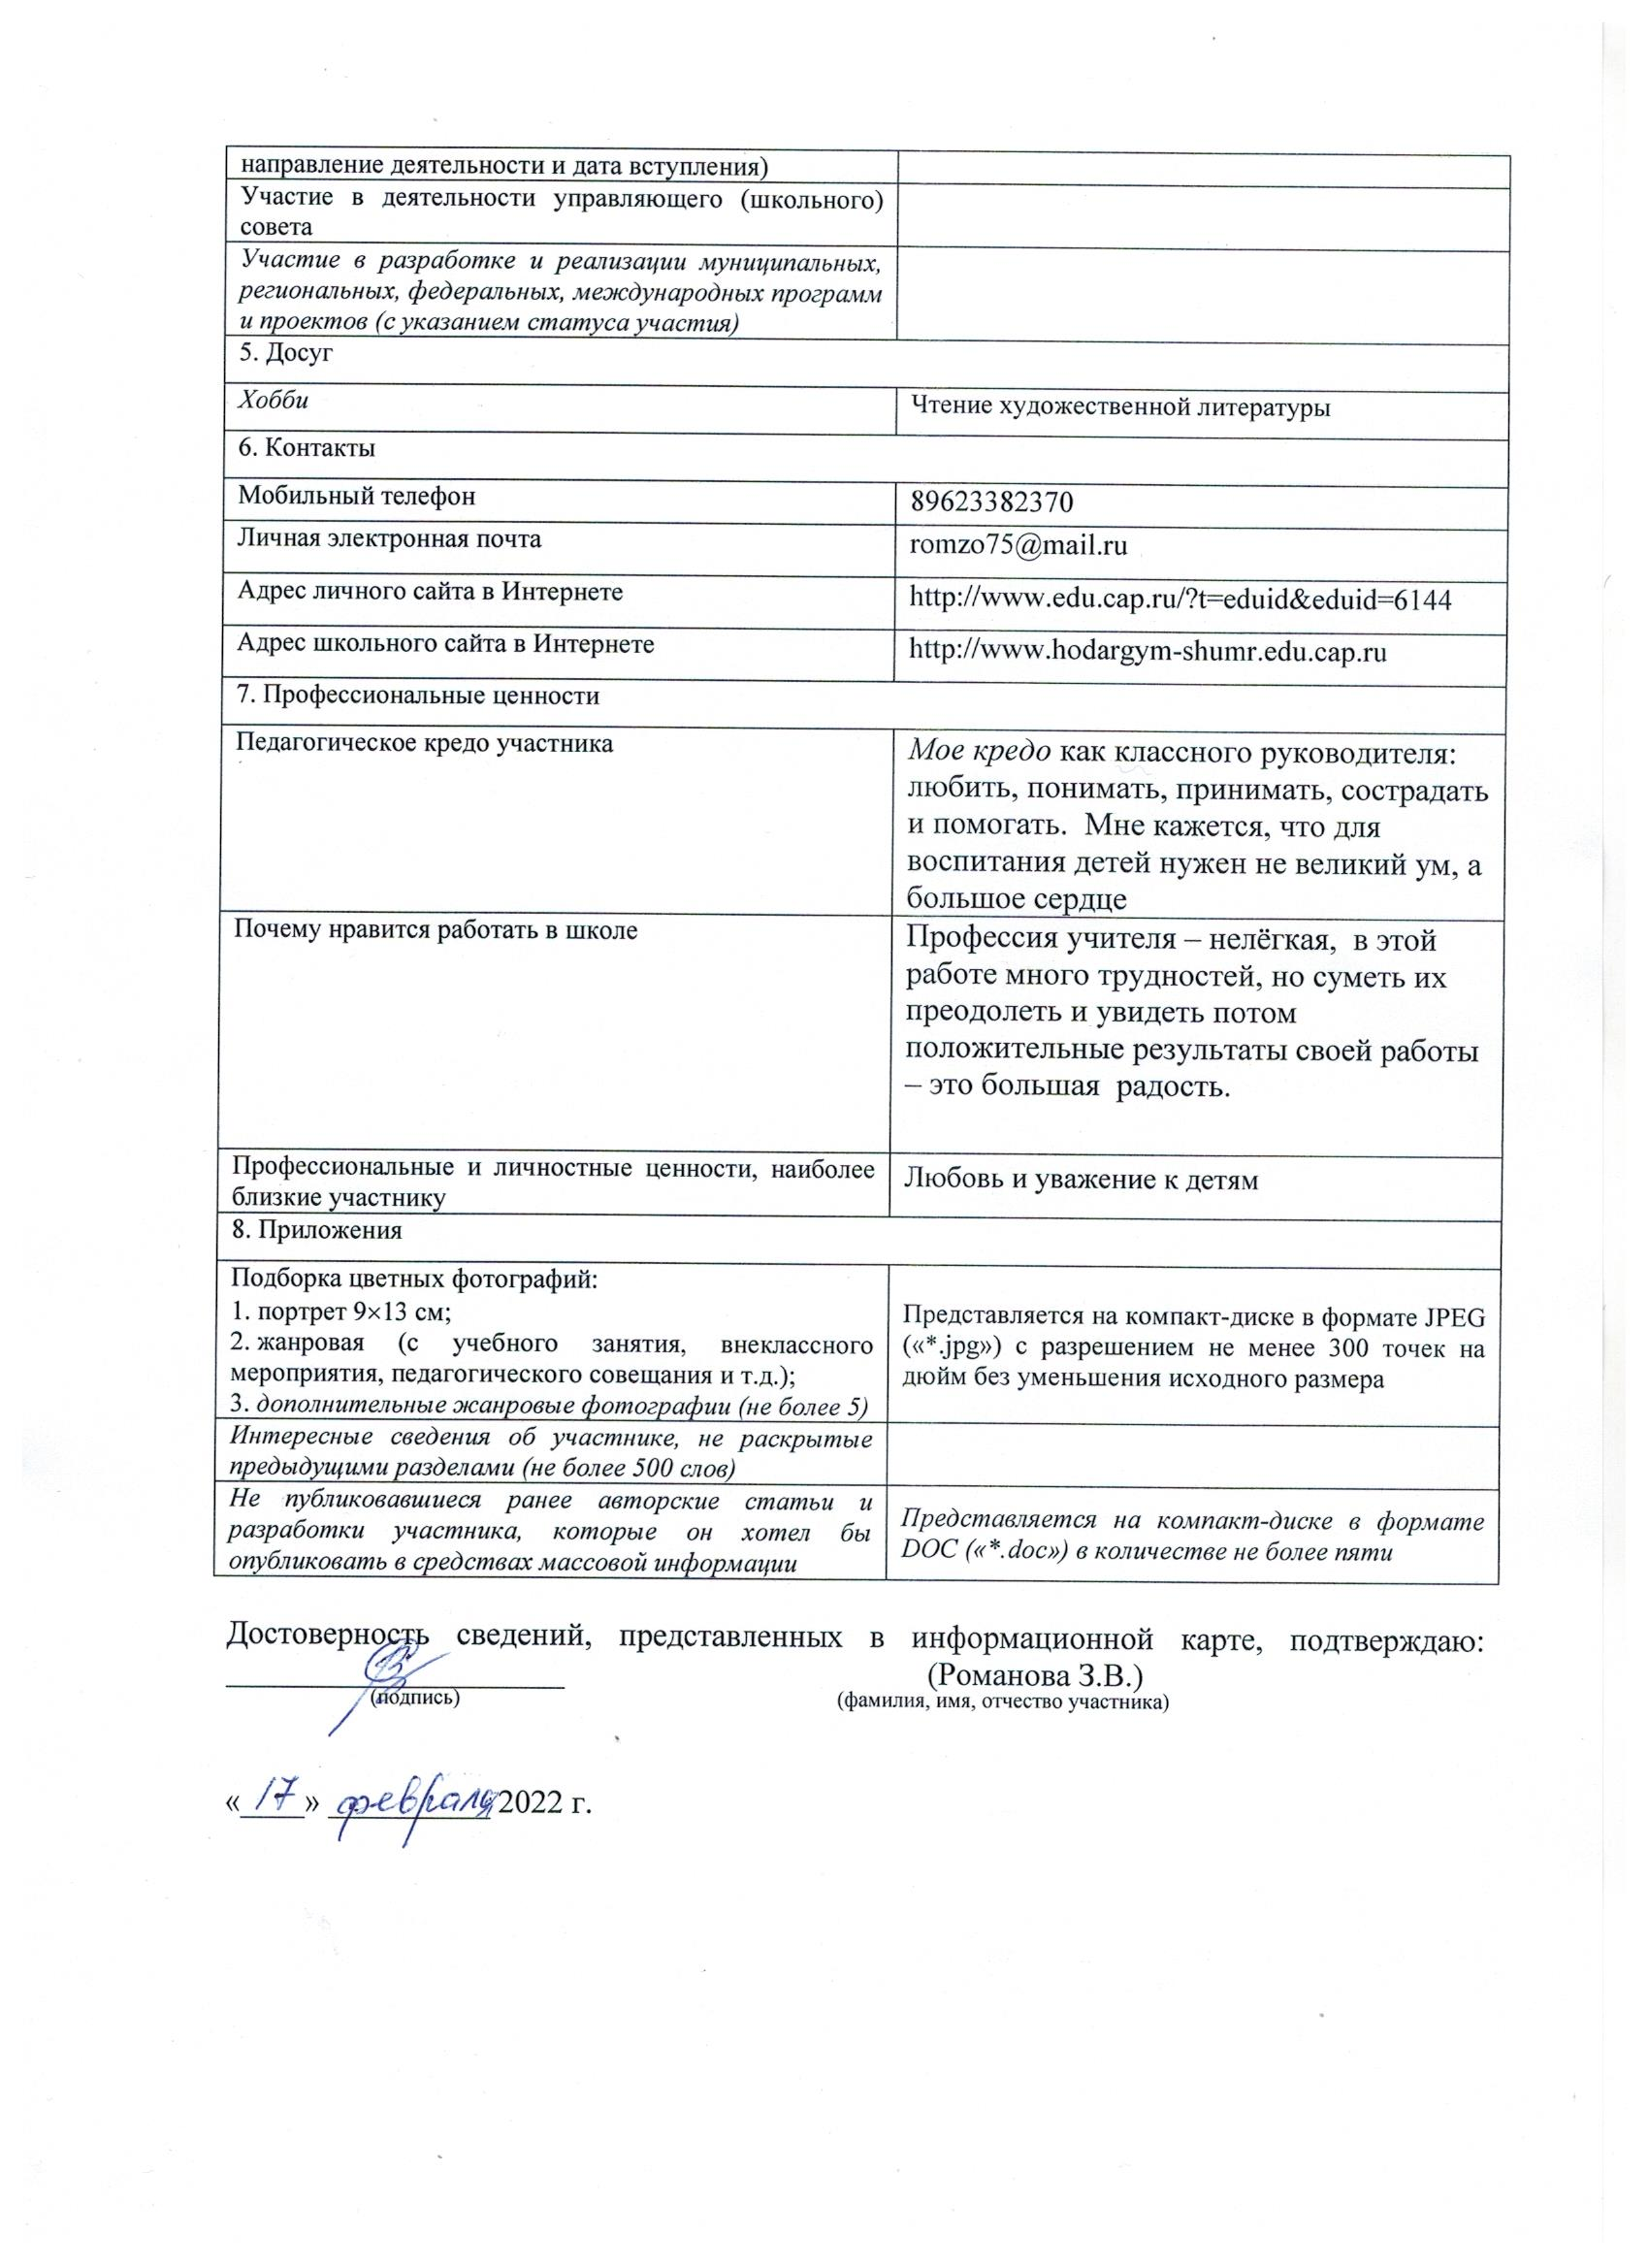 направление деятельности и дата вступления)
Участие в деятельности управляющего (школьного)
совета
Участие в разработке и реализации муниципальных,
региональных, федеральных, международных программ
и проектов (с указанием статуса участия)
5. Досуг
Хобби
Чтение художественной литературы
6. Контакты
Мобильный телефон
89623382370
Личная электронная почта
romzo75@mail.ru
Адрес личного сайта в Интернете
http://www.edu.cap.ru/?t=eduid&eduid=6144
Адрес школьного сайта в Интернете
http://www.hodargym-shumr.edu.cap.ru
7. Профессиональные ценности
Педагогическое кредо участника
Мое кредо как классного руководителя:
любить, понимать, принимать, сострадать
и помогать.  Мне кажется, что для
воспитания детей нужен не великий ум, а
большое сердце
Почему нравится работать в школе
Профессия учителя – нелёгкая,  в этой
работе много трудностей, но суметь их
преодолеть и увидеть потом
положительные результаты своей работы
– это большая  радость.
Профессиональные и личностные ценности, наиболее
близкие участнику
Любовь и уважение к детям
8. Приложения
Подборка цветных фотографий:
1. портрет 9×13 см;
2. жанровая (с учебного занятия, внеклассного
мероприятия, педагогического совещания и т.д.);
3. дополнительные жанровые фотографии (не более 5)
Представляется на компакт-диске в формате JPEG
(«*.jpg») с разрешением не менее 300 точек на
дюйм без уменьшения исходного размера
Интересные сведения об участнике, не раскрытые
предыдущими разделами (не более 500 слов)
Не публиковавшиеся ранее авторские статьи и
разработки участника, которые он хотел бы
опубликовать в средствах массовой информации
Представляется на компакт-диске в формате
DOC («*.doc») в количестве не более пяти
Достоверность сведений, представленных в информационной карте, подтверждаю:
(Романова З.В.)
(подпись)
(фамилия, имя, отчество участника)
«17» февраля 2022 г.